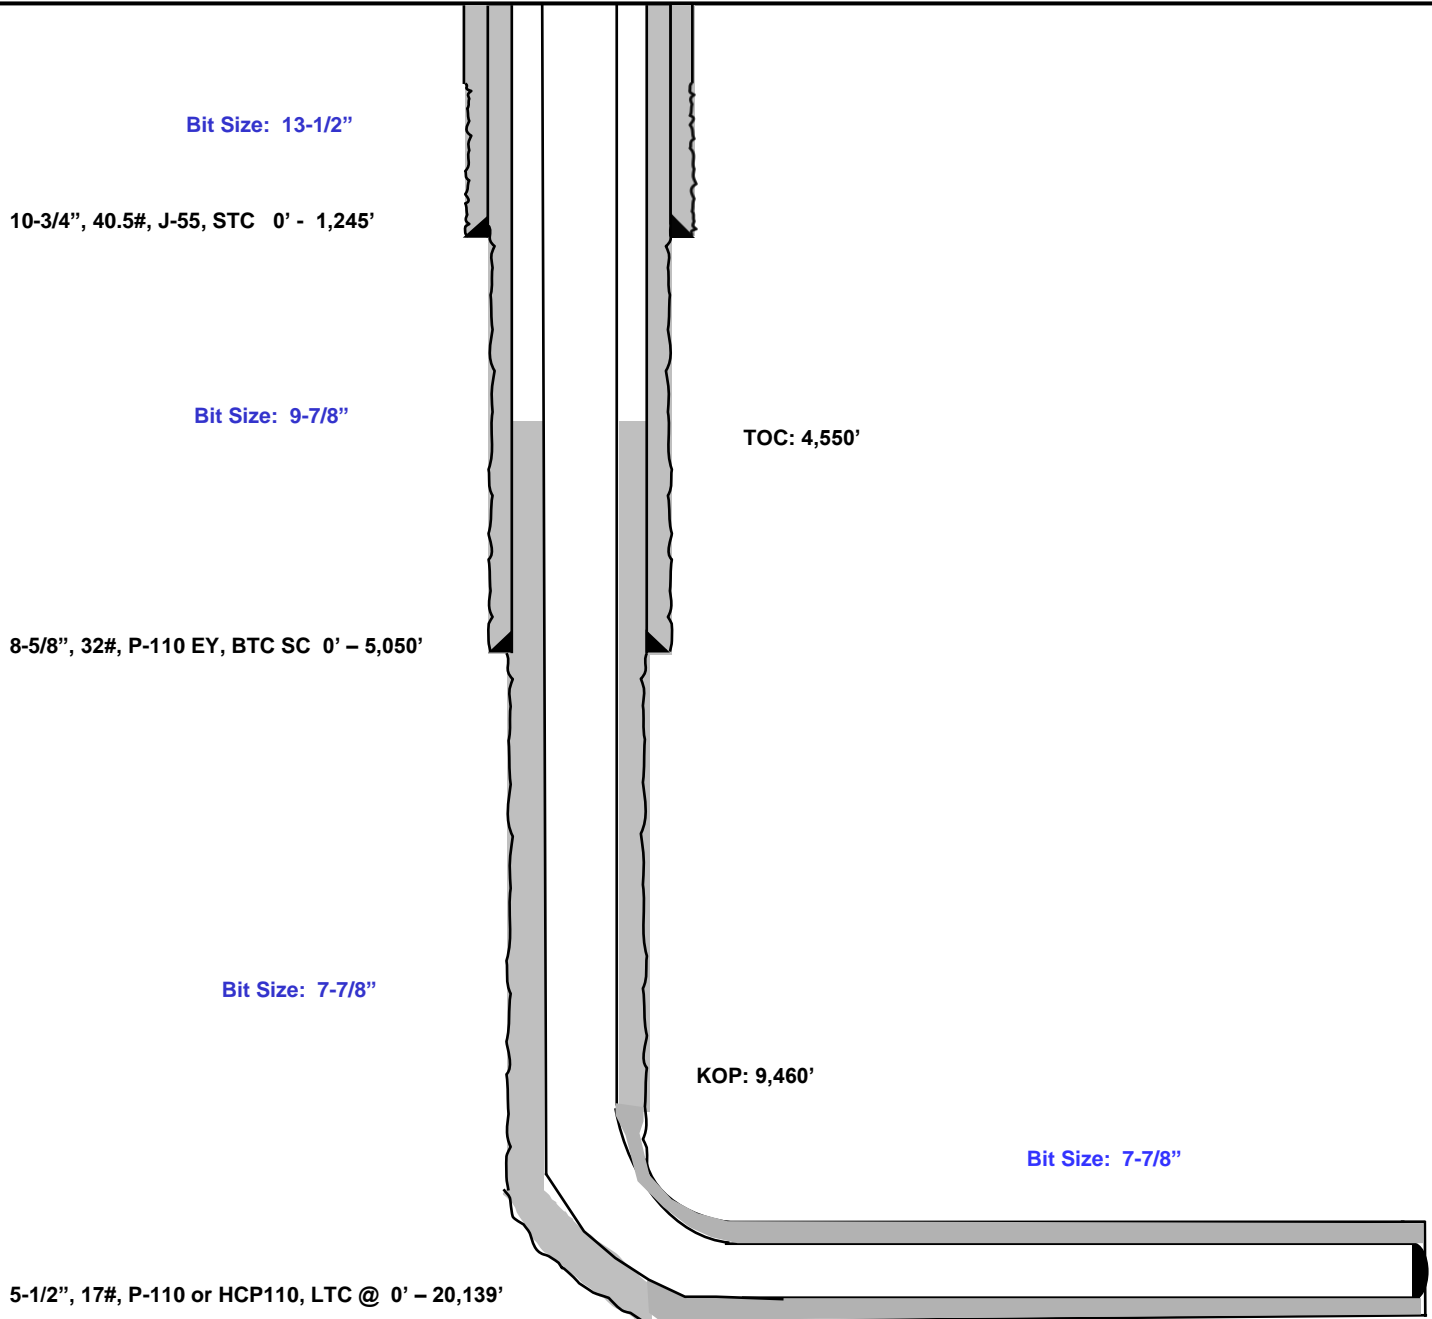 Bit Size: 13-1/2”
10-3/4”, 40.5#, J-55, STC 0’ - 1,245’
Bit Size: 9-7/8”
TOC: 4,550’
8-5/8”, 32#, P-110 EY, BTC SC 0’ – 5,050’
Bit Size: 7-7/8”
KOP: 9,460’
Bit Size: 7-7/8”
5-1/2”, 17#, P-110 or HCP110, LTC @ 0’ – 20,139’